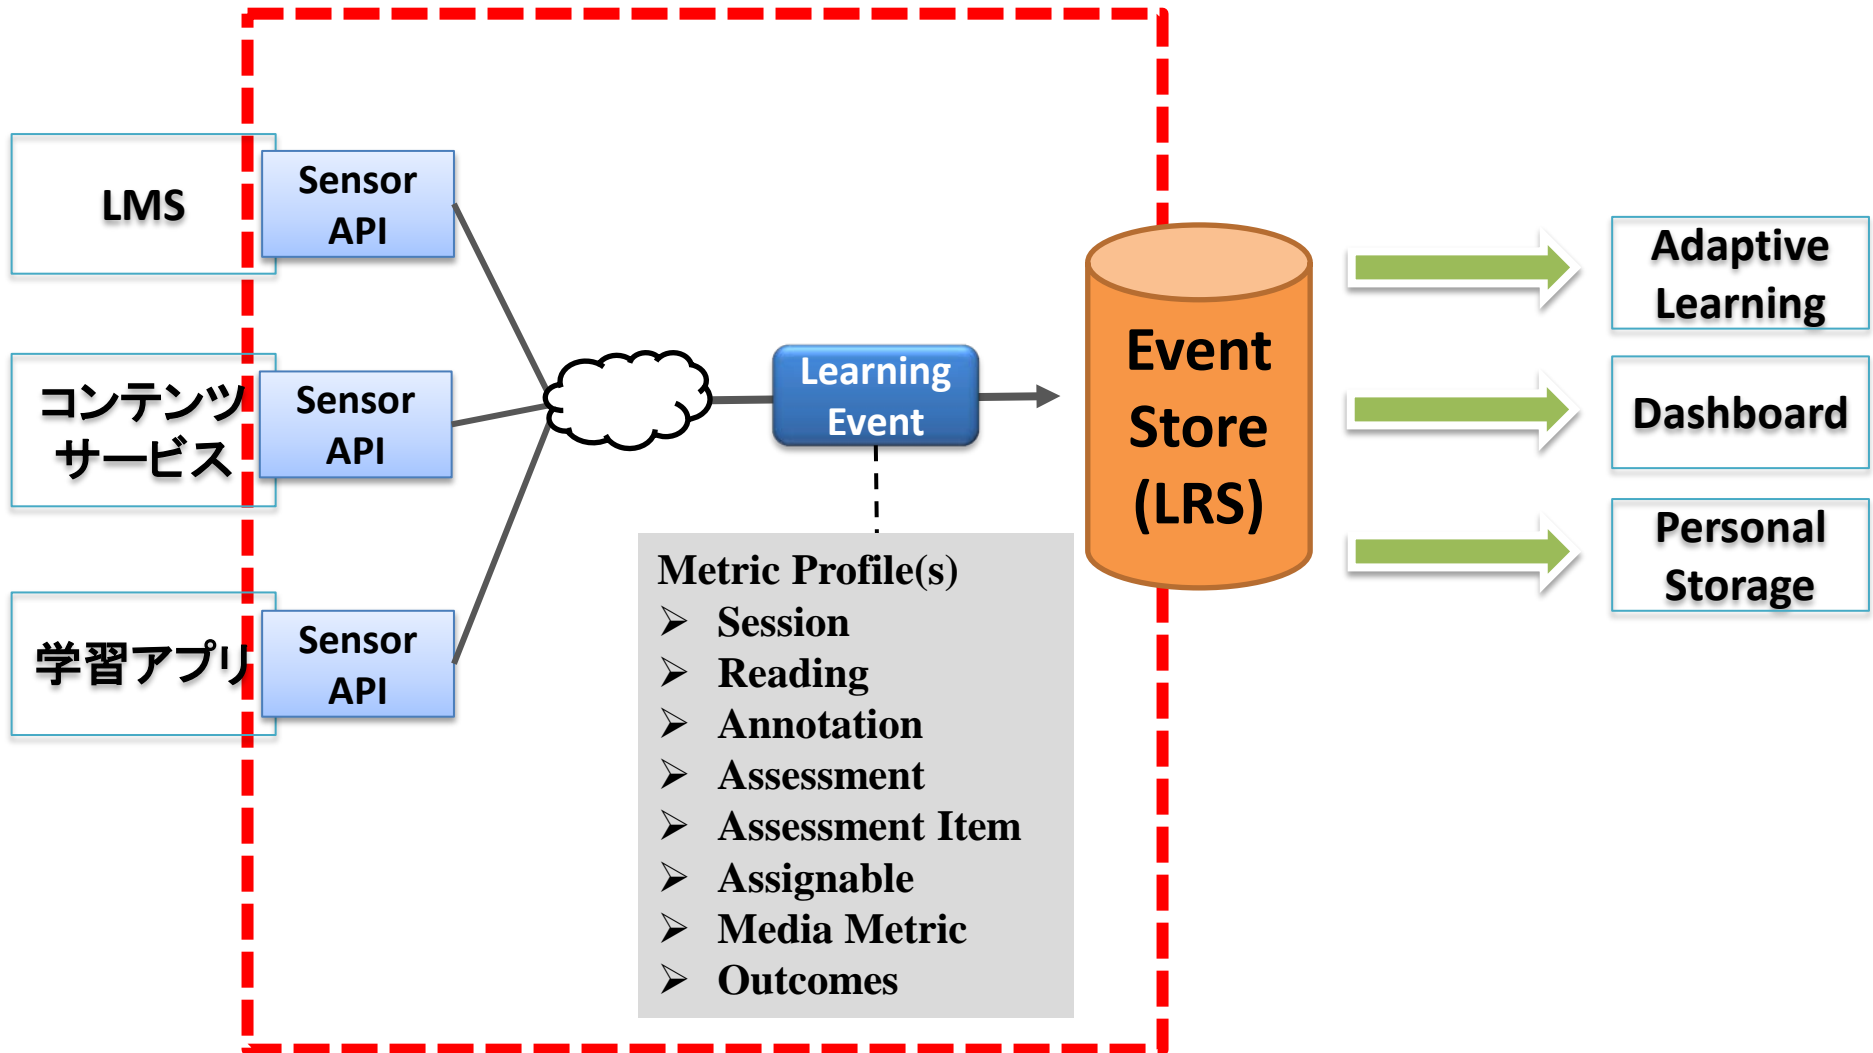 LMS
Sensor
API
コンテンツ
サービス
Sensor
API
学習アプリ
Sensor
API
Learning
Event
Metric Profile(s)
➢ Session
➢ Reading
➢ Annotation
➢ Assessment
➢ Assessment Item
➢ Assignable
➢ Media Metric
➢ Outcomes
Event
Store
(LRS)
Adaptive
Learning
Dashboard
Personal
Storage